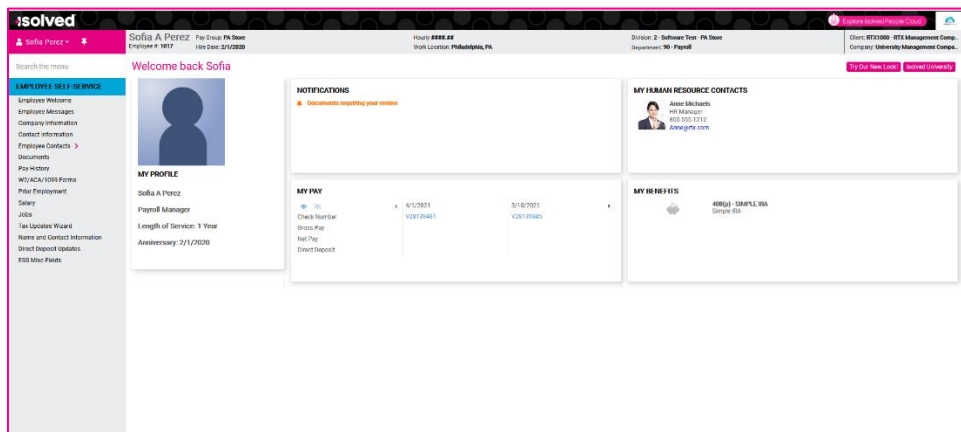 isolved
Explore isolved People Cloud
Sofia Perez
Sofia A Perez Pay Group: PA Store
Employee #: 1017 Hire Date: 2/1/2020
Hourly ####.##
Work Location: Philadelphia, PA
Division: 2 - Software Test - PA Store
Department: 90 - Payroll
Client: RTX1000 - RTX Management Comp..
Company: University Management Compa..
Search the menu
Welcome back Sofia
Try Our New Look! isolved University
EMPLOYEE SELF-SERVICE
Employee Welcome
Employee Messages
Company Information
Contact Information
Employee Contacts >
Documents
Pay History
W2/ACA/1099 Forms
Prior Employment
Salary
Jobs
Tax Updates Wizard
Name and Contact Information
Direct Deposit Updates
ESS Misc Fields
MY PROFILE
Sofia A Perez
Payroll Manager
Length of Service: 1 Year
Anniversary: 2/1/2020
NOTIFICATIONS
Documents requiring your review
MY HUMAN RESOURCE CONTACTS
Anne Michaels
HR Manager
805-555-1212
MY PAY
4/1/2021 3/18/2021
Check Number V28139481 V28139345
Gross Pay
Net Pay
Direct Deposit
MY BENEFITS
408(p) - SIMPLE IRA
Simple IRA